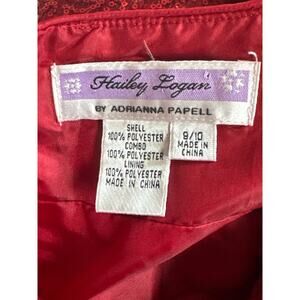 Hailey Logan
BY ADRIANNA PAPELL
SHELL
100% POLYESTER
COMBO
100% POLYESTER
LINING
100% POLYESTER
MADE IN CHINA
9/10
MADE IN
CHINA